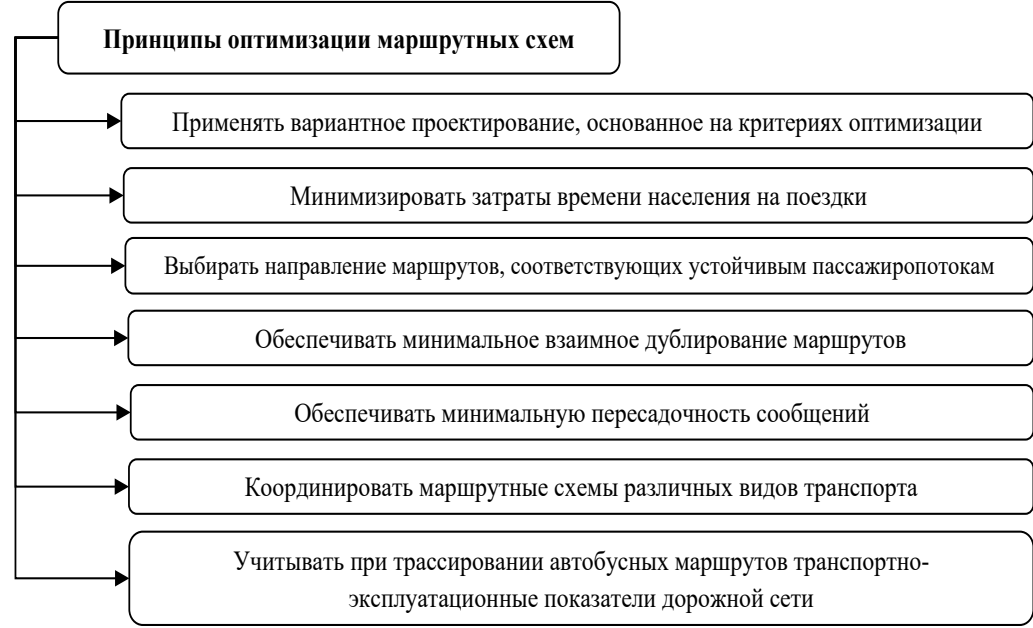 Принципы оптимизации маршрутных схем
Применять вариантное проектирование, основанное на критериях оптимизации
Минимизировать затраты времени населения на поездки
Выбирать направление маршрутов, соответствующих устойчивым пассажиропотокам
Обеспечивать минимальное взаимное дублирование маршрутов
Обеспечивать минимальную пересадочность сообщений
Координировать маршрутные схемы различных видов транспорта
Учитывать при трассировании автобусных маршрутов транспортно-
эксплуатационные показатели дорожной сети